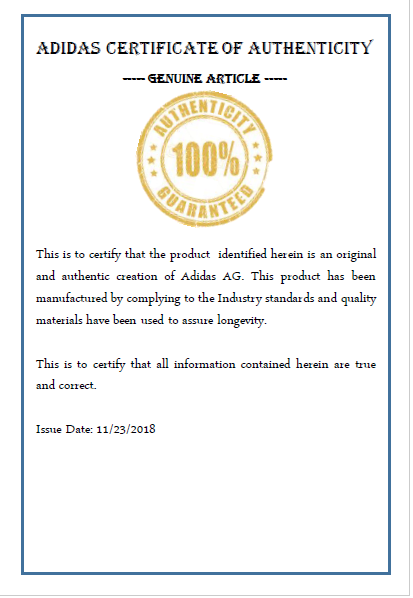 ADIDAS CERTIFICATE OF AUTHENTICITY
----- GENUINE ARTICLE -----
AUTHENTICITY
100%
GUARANTEED
This is to certify that the product identified herein is an original
and authentic creation of Adidas AG. This product has been
manufactured by complying to the Industry standards and quality
materials have been used to assure longevity.
This is to certify that all information contained herein are true
and correct.
Issue Date: 11/23/2018